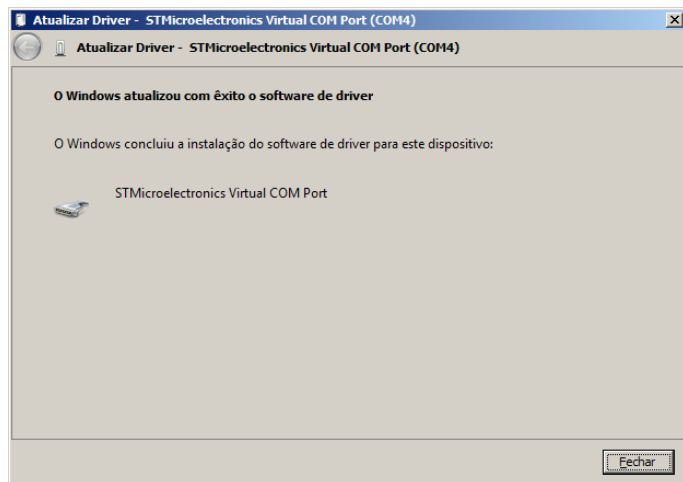 Atualizar Driver - STMicroelectronics Virtual COM Port (COM4)
Atualizar Driver - STMicroelectronics Virtual COM Port (COM4)
O Windows atualizou com êxito o software de driver
O Windows concluiu a instalação do software de driver para este dispositivo:
STMicroelectronics Virtual COM Port
Fechar